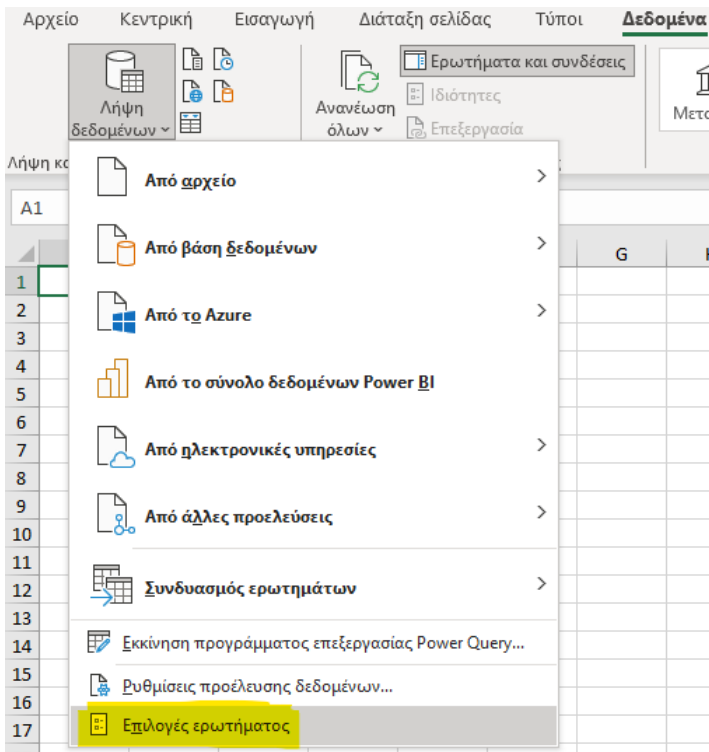 Αρχείο Κεντρική Εισαγωγή Διάταξη σελίδας Τύποι Δεδομένα
Λήψη
δεδομένων
Ανανέωση
όλων
Ερωτήματα και συνδέσεις
Ιδιότητες
Επεξεργασία
Λήψη
A1
G
1
2
3
4
5
6
7
8
9
10
11
12
13
14
15
16
17
Από αρχείο
Από βάση δεδομένων
Από το Azure
Από το σύνολο δεδομένων Power BI
Από ηλεκτρονικές υπηρεσίες
Από άλλες προελεύσεις
Συνδυασμός ερωτημάτων
Εκκίνηση προγράμματος επεξεργασίας Power Query...
Ρυθμίσεις προέλευσης δεδομένων...
Επιλογές ερωτήματος